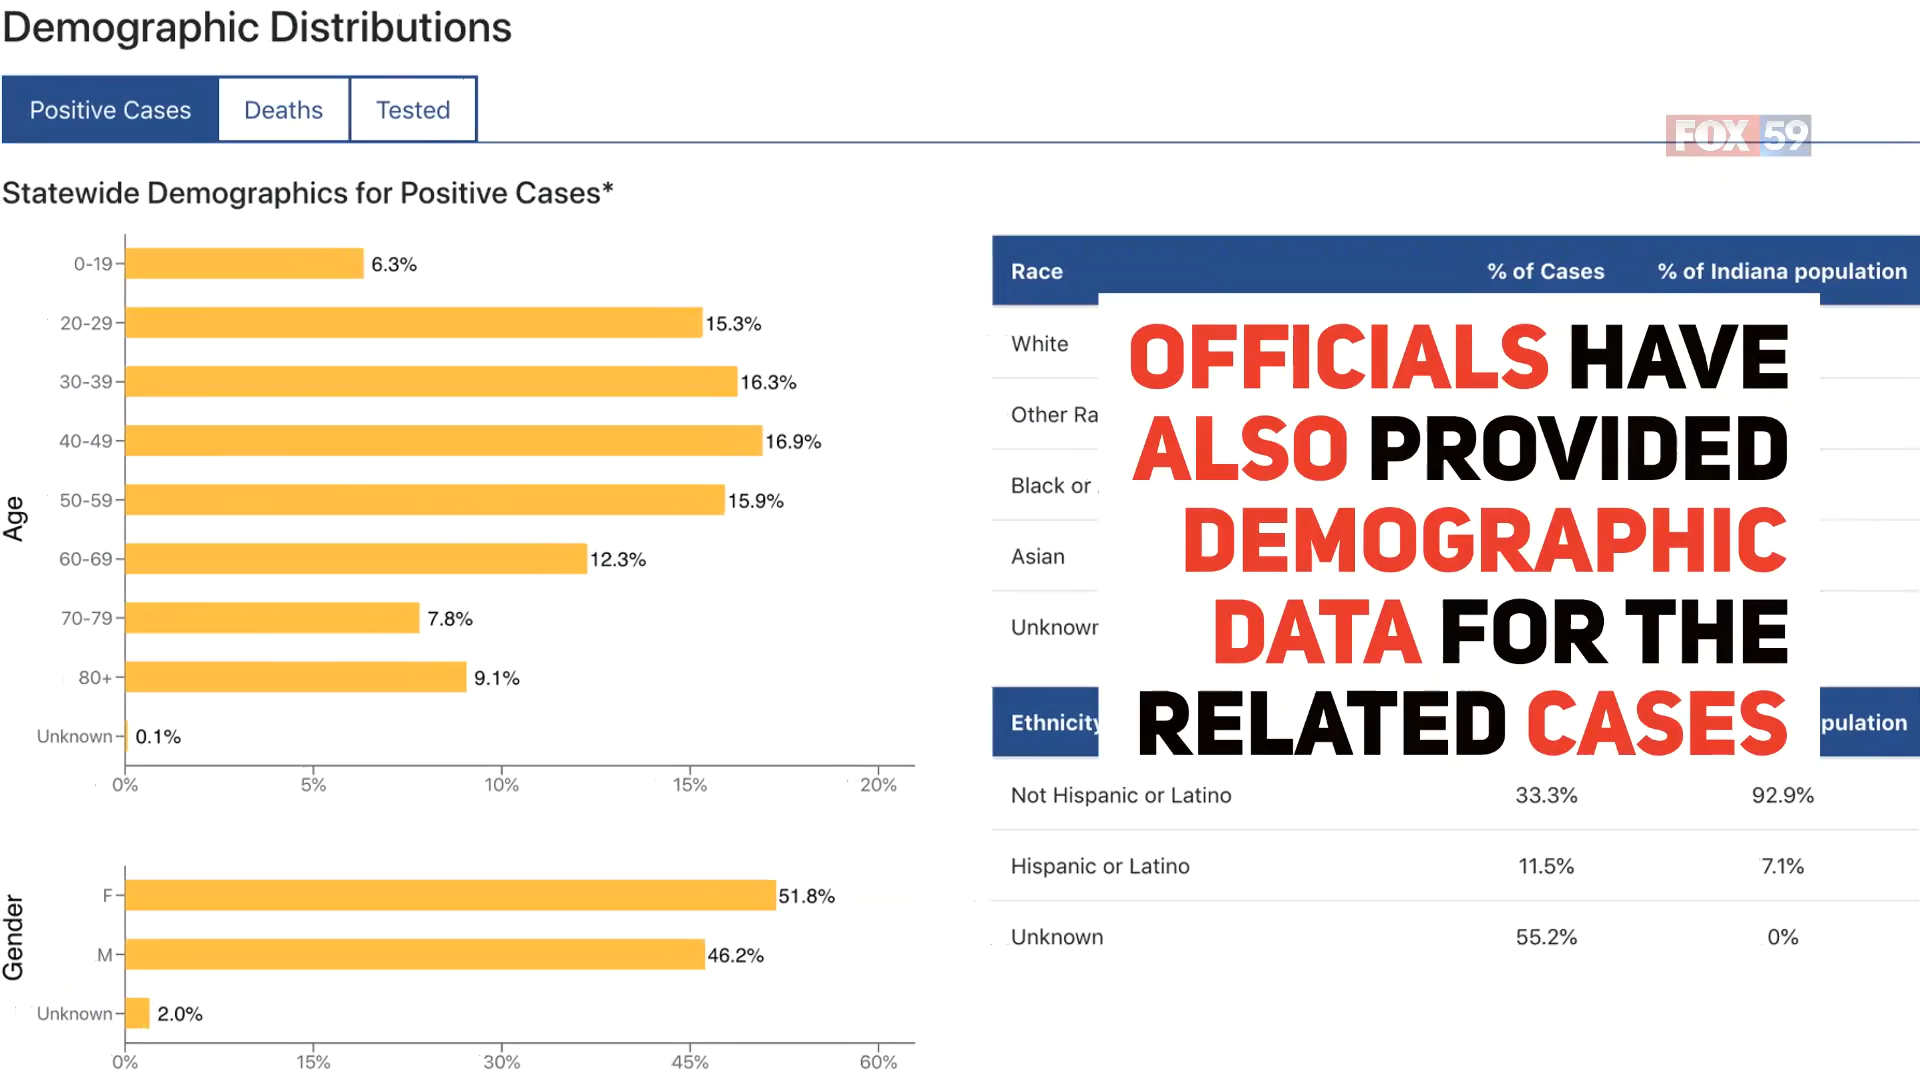 Demographic Distributions
Positive Cases Deaths Tested
FOX 59
Statewide Demographics for Positive Cases*
Age
0-19 6.3%
20-29 15.3%
30-39 16.3%
40-49 16.9%
50-59 15.9%
60-69 12.3%
70-79 7.8%
80+ 9.1%
Unknown 0.1%
0% 5% 10% 15% 20%
Gender
F 51.8%
M 46.2%
Unknown 2.0%
0% 15% 30% 45% 60%
Race % of Cases % of Indiana population
White
Other
Black or
Asian
OFFICIALS HAVE
ALSO PROVIDED
DEMOGRAPHIC
DATA FOR THE
RELATED CASES
Ethnicity
Not Hispanic or Latino 33.3% 92.9%
Hispanic or Latino 11.5% 7.1%
Unknown 55.2% 0%